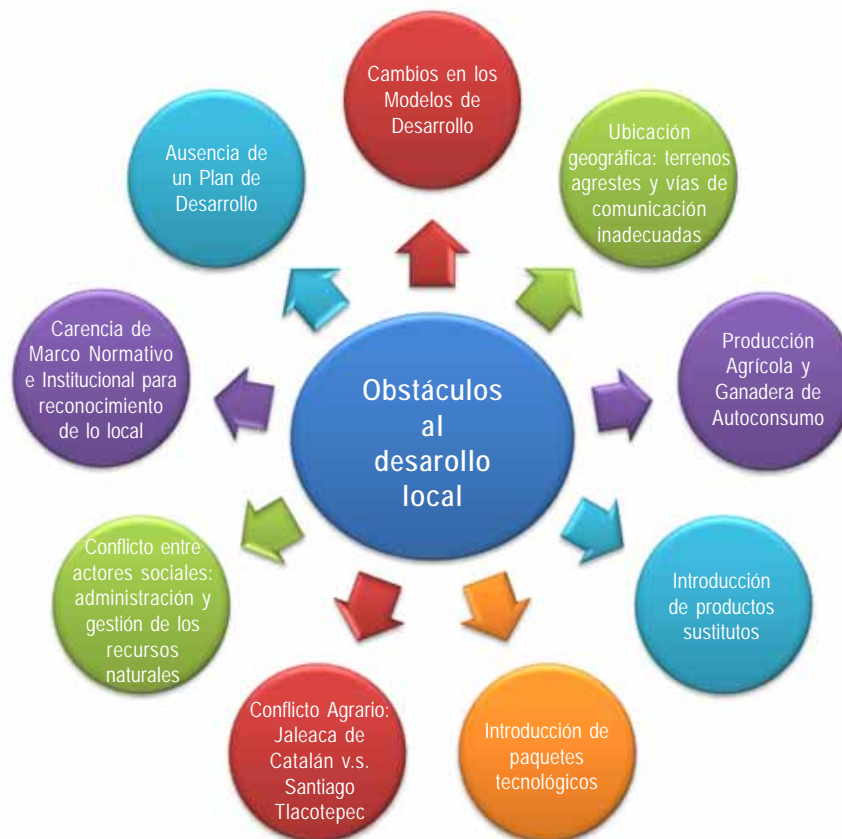 Cambios en los
Modelos de
Desarrollo
Ubicación
geográfica: terrenos
agrestes y vías de
comunicación
inadecuadas
Producción
Agrícola y
Ganadera de
Autoconsumo
Introducción
de productos
sustitutos
Introducción de
paquetes
tecnológicos
Conflicto Agrario:
Jaleaca de
Catalán v.s.
Santiago
Tlacotepec
Conflicto entre
actores sociales:
administración y
gestión de los
recursos
naturales
Carencia de
Marco Normativo
e Institucional para
reconocimiento
de lo local
Ausencia de
un Plan de
Desarrollo
Obstáculos
al
desarollo
local